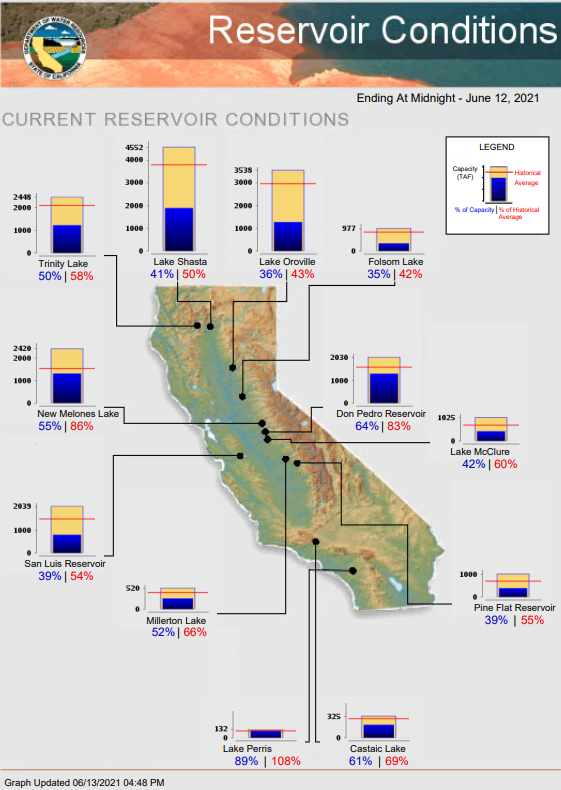 Reservoir Conditions
DEPARTMENT OF WATER RESOURCES
STATE OF CALIFORNIA
Ending At Midnight - June 12, 2021
CURRENT RESERVOIR CONDITIONS
LEGEND
Capacity
(TAF)
Historical
Average
% of Capacity | % of Historical
Average
2448
2000
1000
0
Trinity Lake
50% | 58%
4552
4000
3000
2000
1000
0
Lake Shasta
41% | 50%
3538
3000
2000
1000
0
Lake Oroville
36% | 43%
977
0
Folsom Lake
35% | 42%
2420
2000
1000
0
New Melones Lake
55% | 86%
2030
1000
0
Don Pedro Reservoir
64% | 83%
1025
0
Lake McClure
42% | 60%
2039
1000
0
San Luis Reservoir
39% | 54%
520
0
Millerton Lake
52% | 66%
1000
0
Pine Flat Reservoir
39% | 55%
132
0
Lake Perris
89% | 108%
325
0
Castaic Lake
61% | 69%
Graph Updated 06/13/2021 04:48 PM